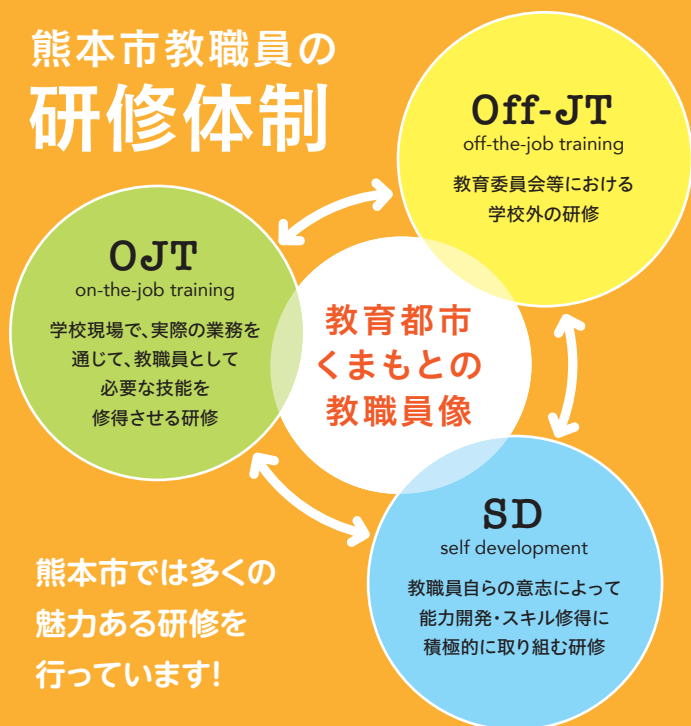 熊本市教職員の
研修体制
Off-JT
off-the-job training
教育委員会等における
学校外の研修
OJT
on-the-job training
学校現場で、実際の業務を
通じて、教職員として
必要な技能を
修得させる研修
教育都市
くまもとの
教職員像
SD
self development
教職員自らの意志によって
能力開発・スキル修得に
積極的に取り組む研修
熊本市では多くの
魅力ある研修を
行っています!